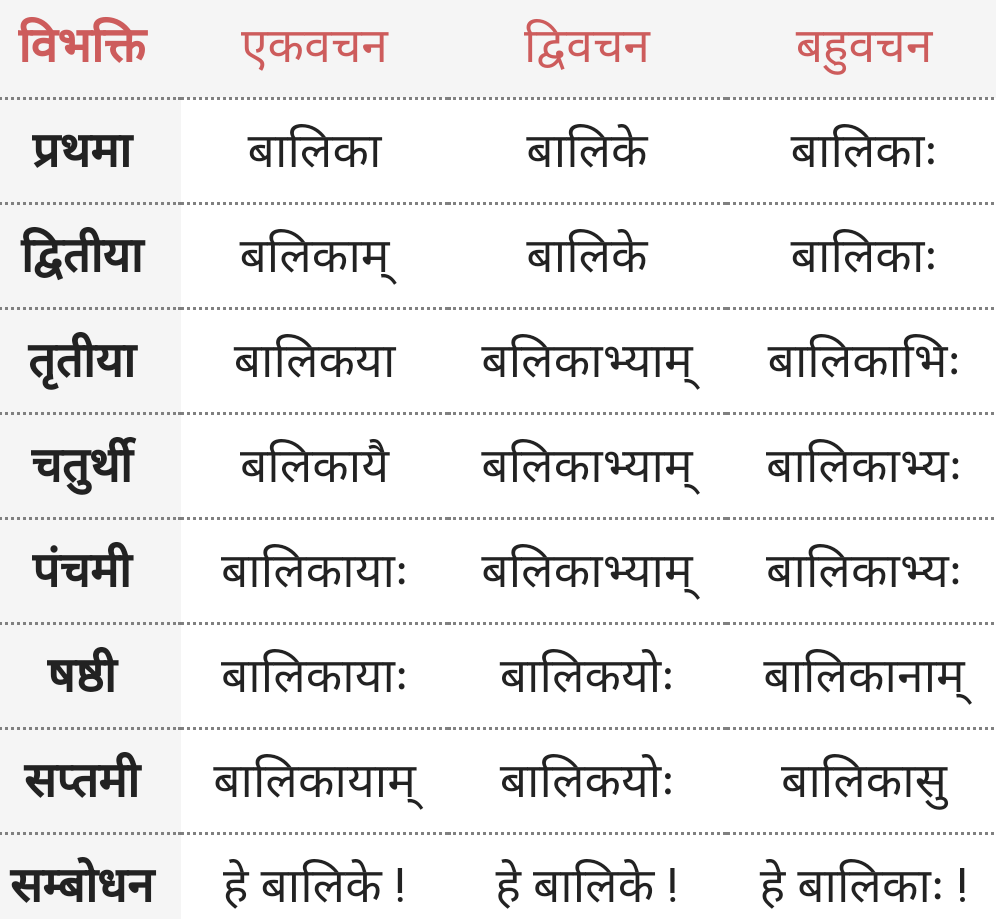 विभक्ति एकवचन द्विवचन बहुवचन
प्रथमा बालिका बालिके बालिकाः
द्वितीया बलिकाम् बालिके बालिकाः
तृतीया बालिकया बलिकाभ्याम् बालिकाभिः
चतुर्थी बलिकायै बलिकाभ्याम् बालिकाभ्यः
पंचमी बालिकायाः बलिकाभ्याम् बालिकाभ्यः
षष्ठी बालिकायाः बालिकयोः बालिकानाम्
सप्तमी बालिकायाम् बालिकयोः बालिकासु
सम्बोधन हे बालिके ! हे बालिके ! हे बालिकाः !